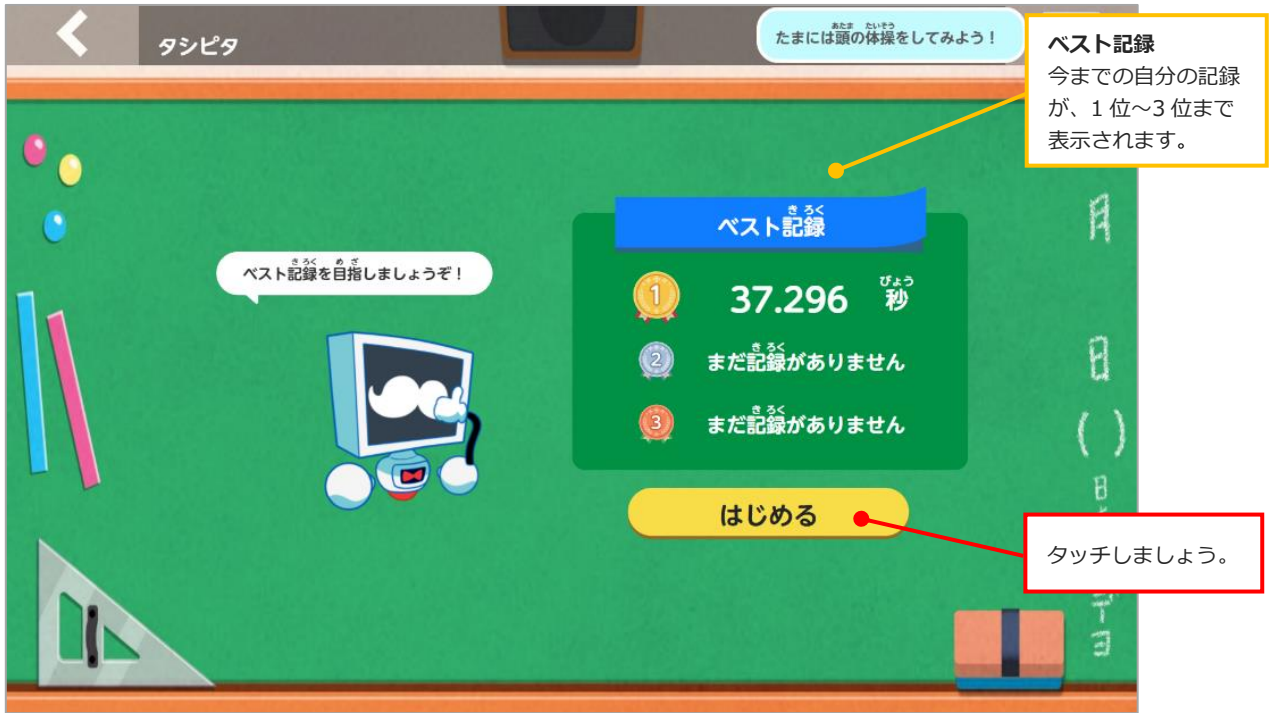 タシピタ
たまには頭の体操をしてみよう！
ベスト記録
今までの自分の記録
が、1 位～3 位まで
表示されます。
ベスト記録を目指しましょうぞ！
ベスト記録
1 37.296 秒
2 まだ記録がありません
3 まだ記録がありません
はじめる
タッチしましょう。
月
日
（ ）
日